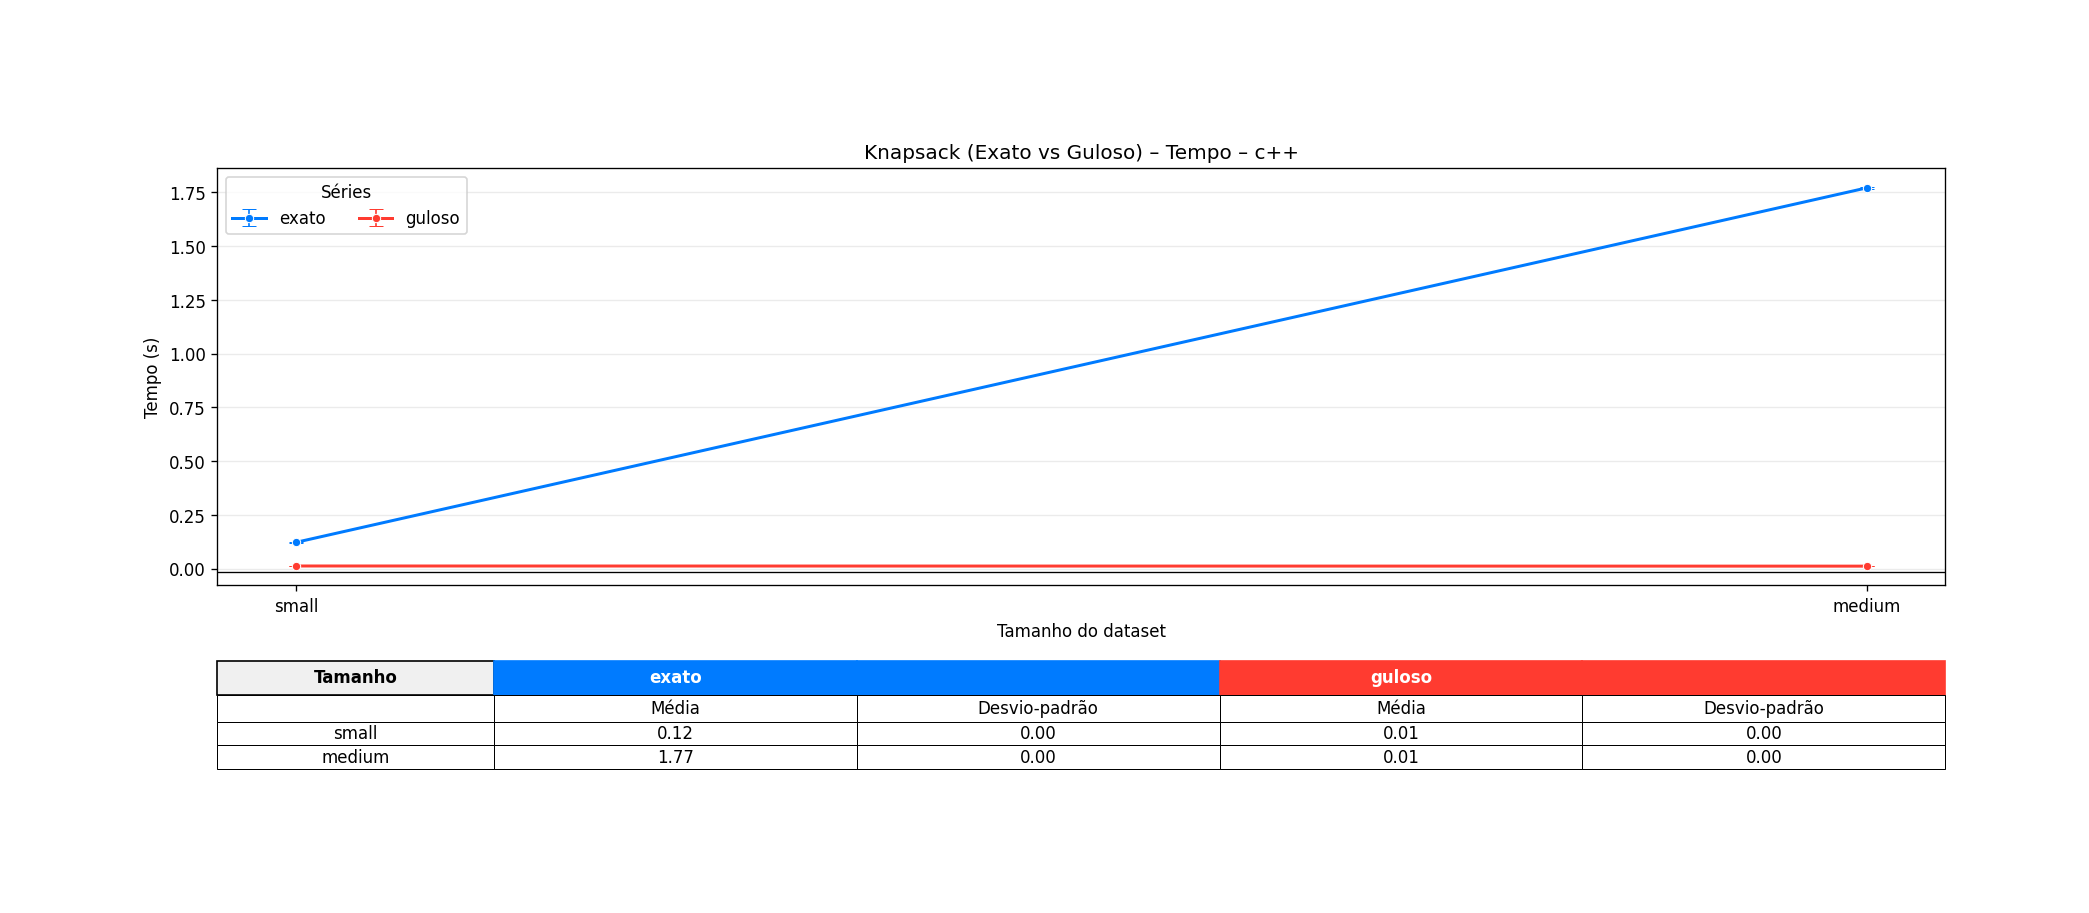 Knapsack (Exato vs Guloso) – Tempo – c++
Séries
exato guloso
1.75
1.50
1.25
1.00
0.75
0.50
0.25
0.00
Tempo (s)
small medium
Tamanho do dataset
Tamanho exato guloso
Média Desvio-padrão Média Desvio-padrão
small 0.12 0.00 0.01 0.00
medium 1.77 0.00 0.01 0.00